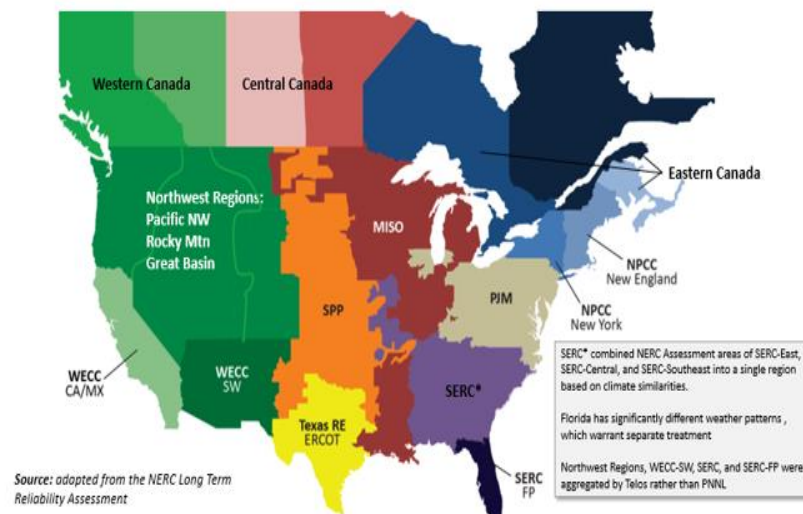 Western Canada
Central Canada
Eastern Canada
Northwest Regions:
Pacific NW
Rocky Mtn
Great Basin
MISO
NPCC
New England
SPP
PJM
NPCC
New York
WECC
CA/MX
WECC
SW
SERC*
Texas RE
ERCOT
SERC
FP
SERC* combined NERC Assessment areas of SERC-East,
SERC-Central, and SERC-Southeast into a single region
based on climate similarities.
Florida has significantly different weather patterns ,
which warrant separate treatment
Northwest Regions, WECC-SW, SERC, and SERC-FP were
aggregated by Telos rather than PNNL
Source: adapted from the NERC Long Term
Reliability Assessment